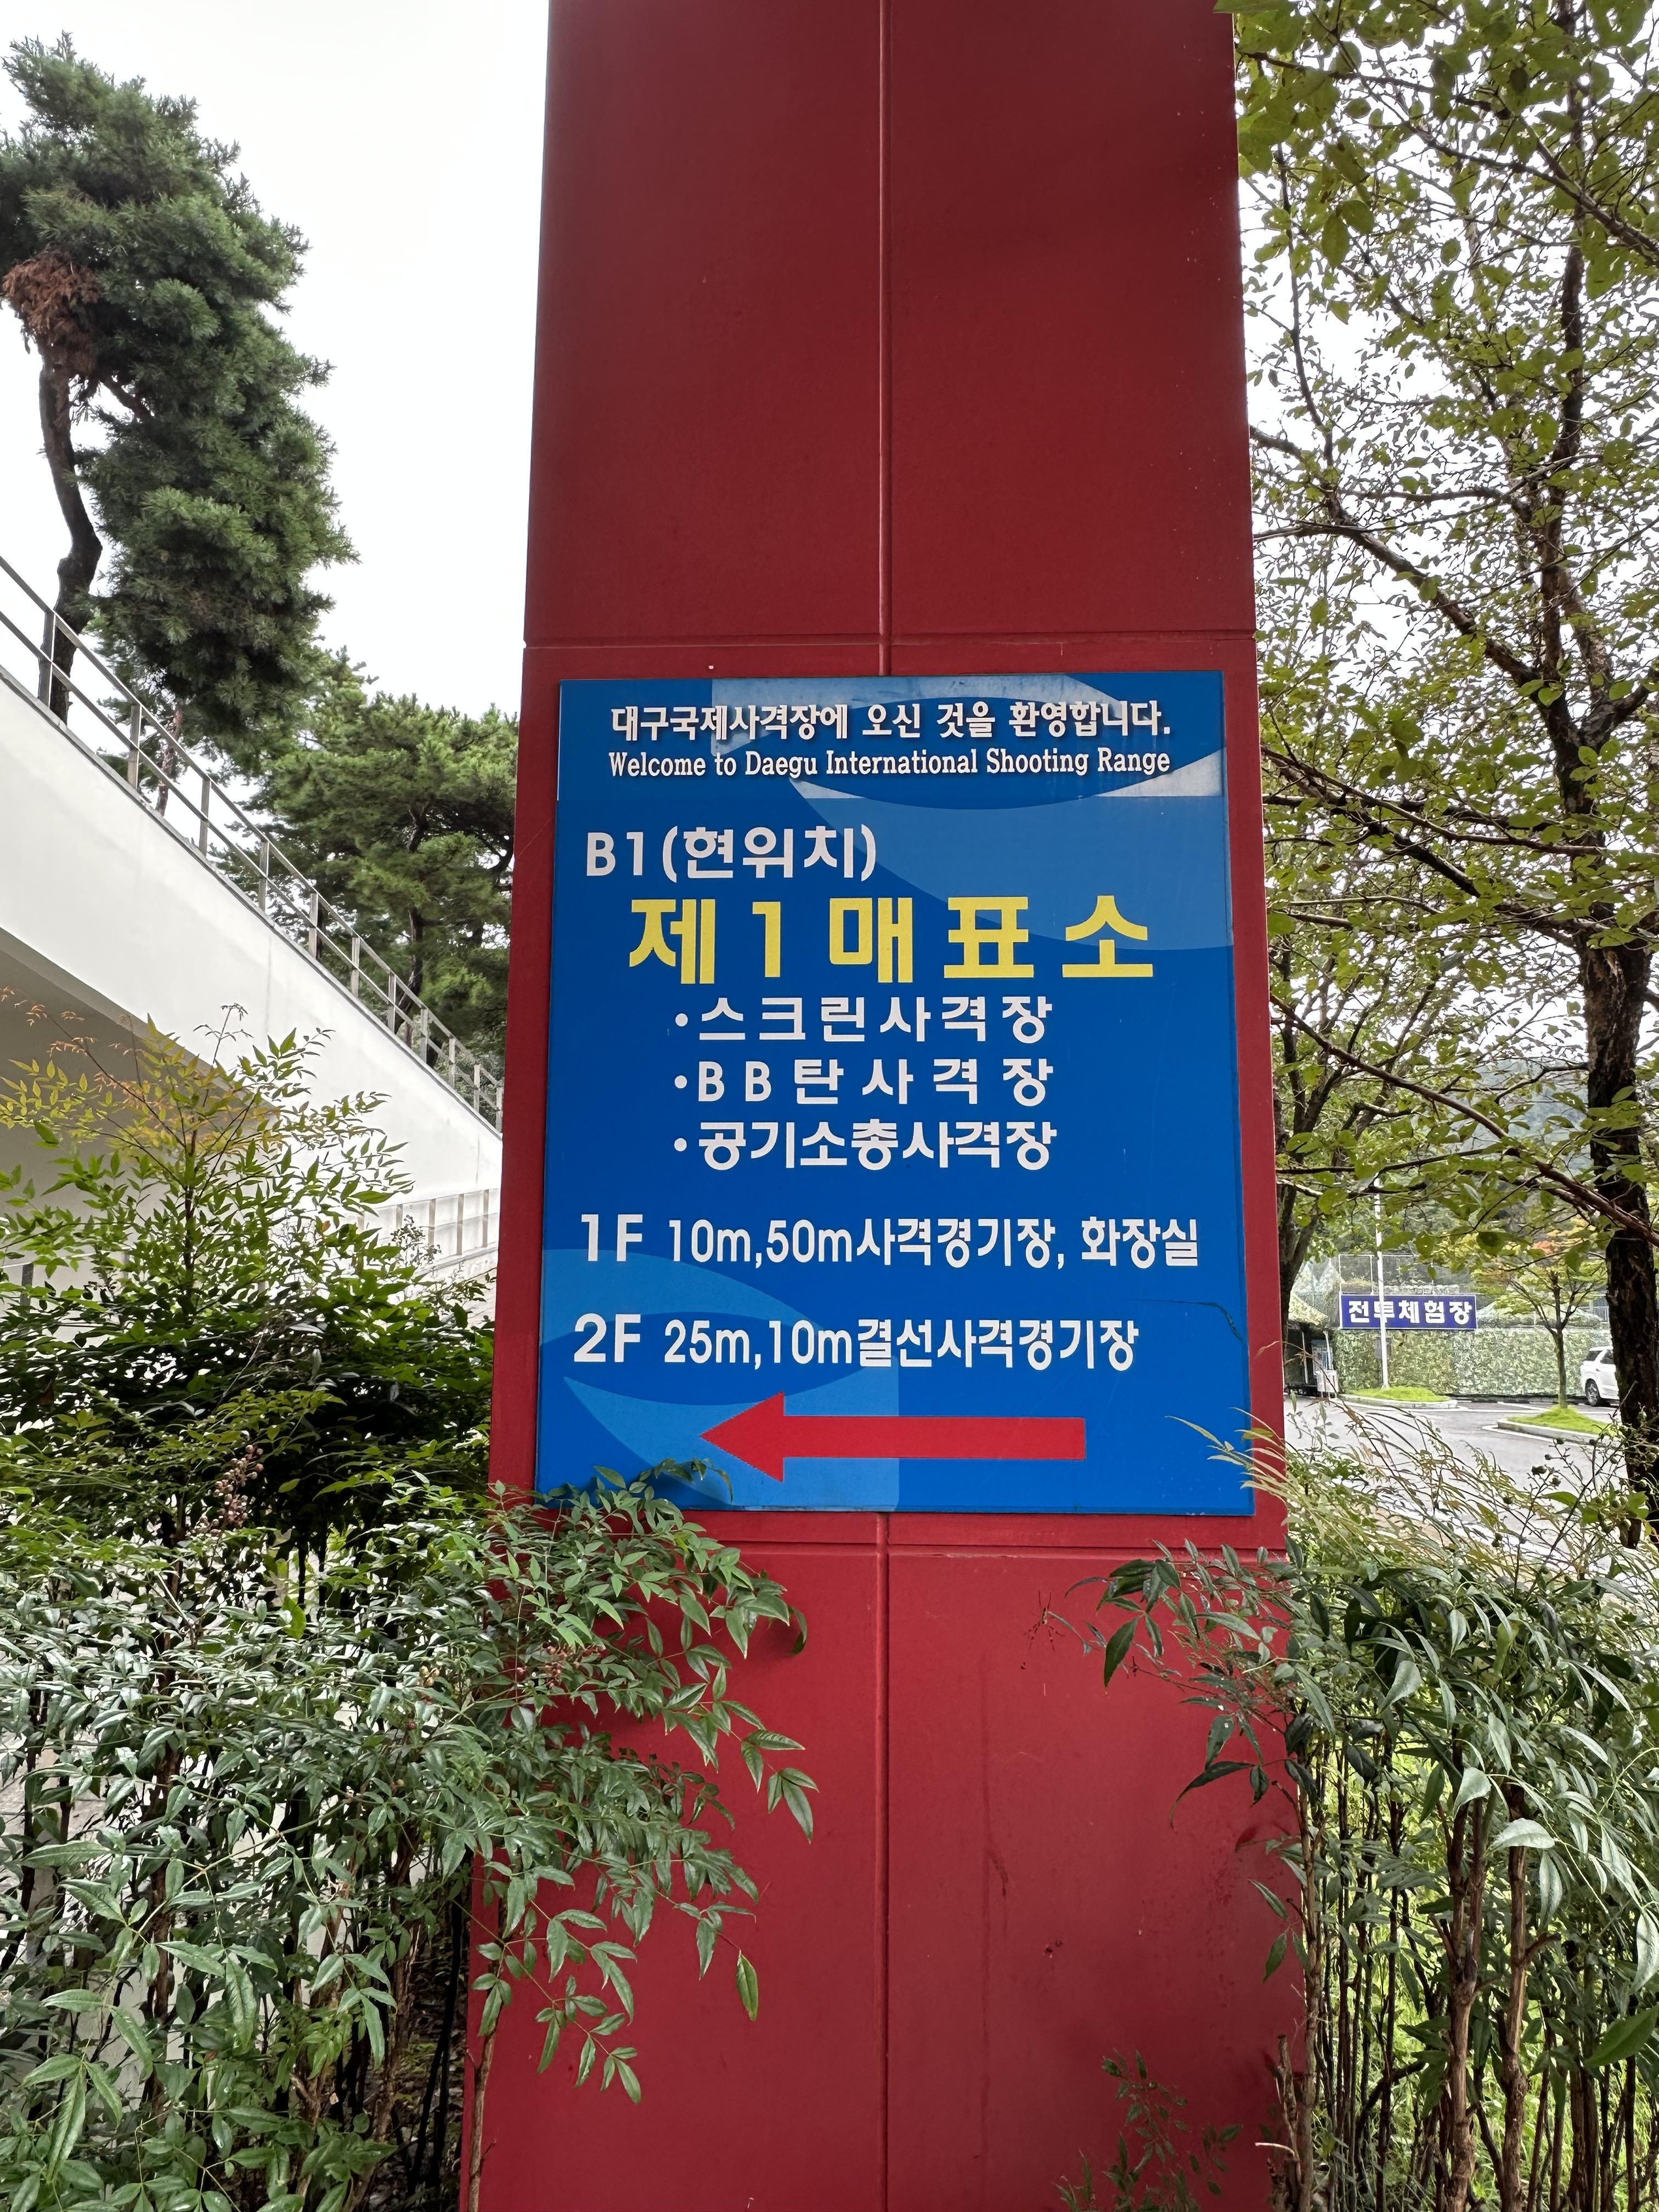 대구국제사격장에 오신 것을 환영합니다.
Welcome to Daegu International Shooting Range
B1(현위치)
제1매표소
•스크린사격장
•BB탄사격장
•공기소총사격장
1F 10m,50m사격경기장, 화장실
2F 25m,10m결선사격경기장
전투체험장